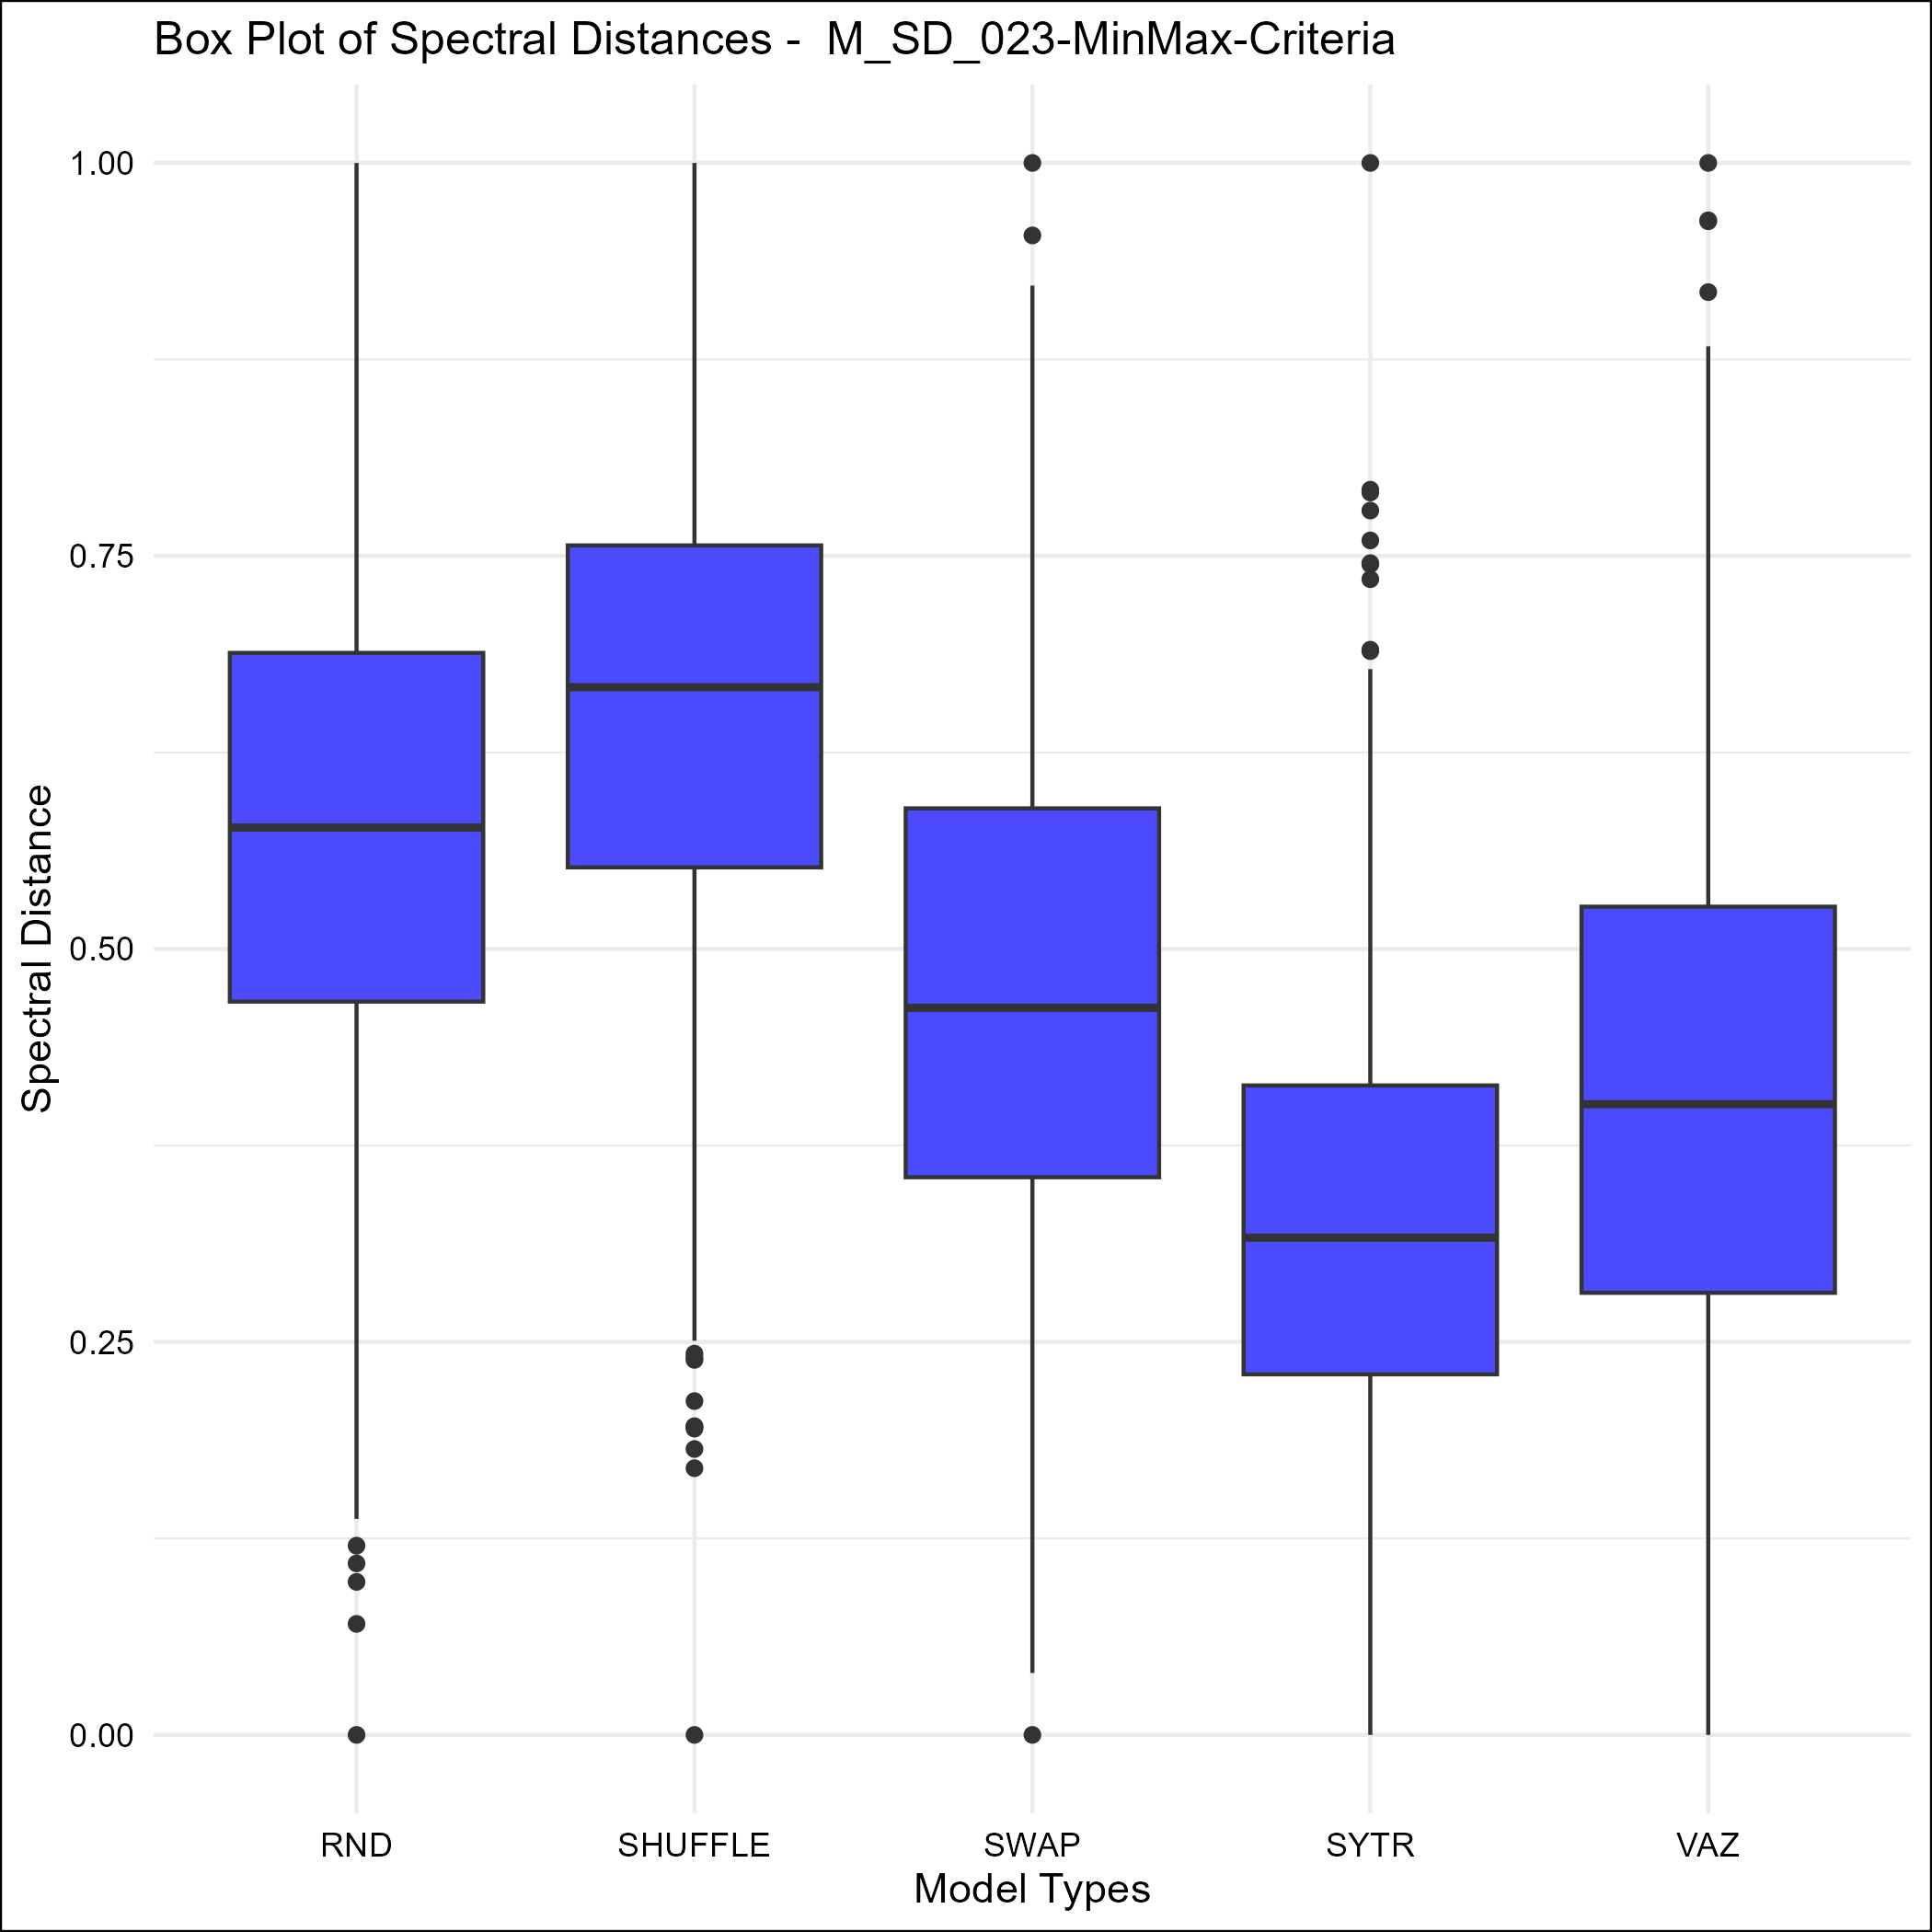 Box Plot of Spectral Distances -  M_SD_023-MinMax-Criteria
Spectral Distance
1.00
0.75
0.50
0.25
0.00
RND SHUFFLE SWAP SYTR VAZ
Model Types